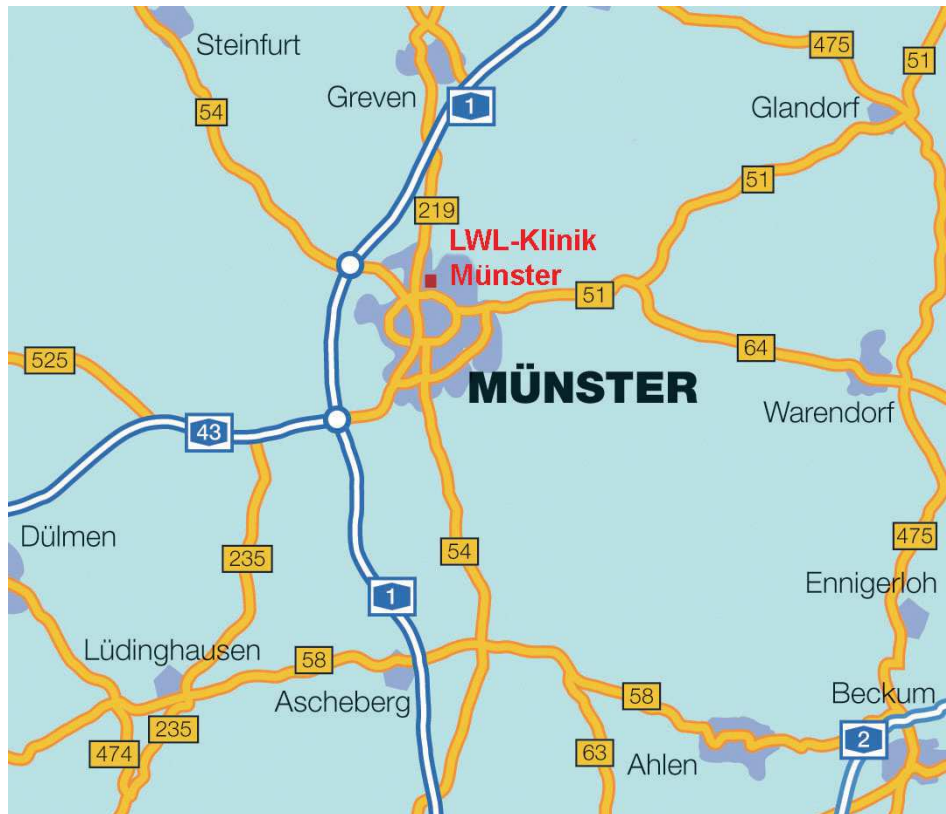 Steinfurt
475
51
Greven
1
Glandorf
54
51
219
LWL-Klinik
Münster
51
64
525
MÜNSTER
Warendorf
43
Dülmen
235
54
475
1
Ennigerloh
Lüdinghausen
58
Ascheberg
58
Beckum
235
474
63
Ahlen
2